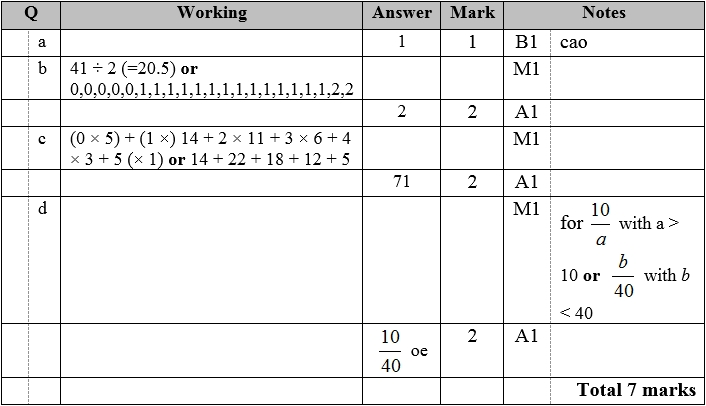 Q Working Answer Mark Notes
a 1 1 B1 cao
b 41 ÷ 2 (=20.5) or M1
0,0,0,0,0,1,1,1,1,1,1,1,1,1,1,1,1,1,1,2,2
2 2 A1
c (0 × 5) + (1 ×) 14 + 2 × 11 + 3 × 6 + 4 M1
× 3 + 5 (× 1) or 14 + 22 + 18 + 12 + 5
71 2 A1
d M1 for 10/a with a >
10 or b/40 with b
< 40
10/40 oe 2 A1
Total 7 marks